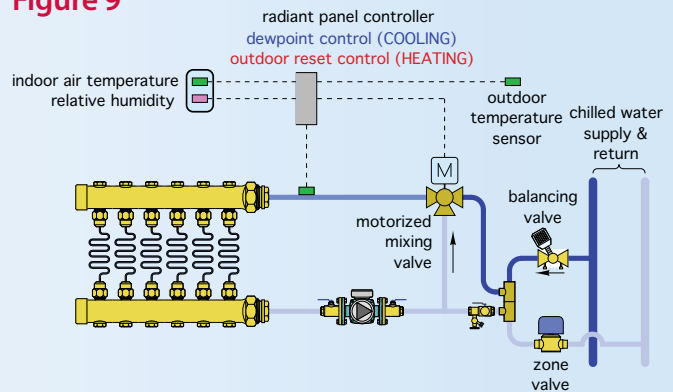 Figure 9
radiant panel controller
dewpoint control (COOLING)
outdoor reset control (HEATING)
indoor air temperature
relative humidity
outdoor
temperature
sensor
chilled water
supply &
return
M
balancing
valve
motorized
mixing
valve
zone
valve